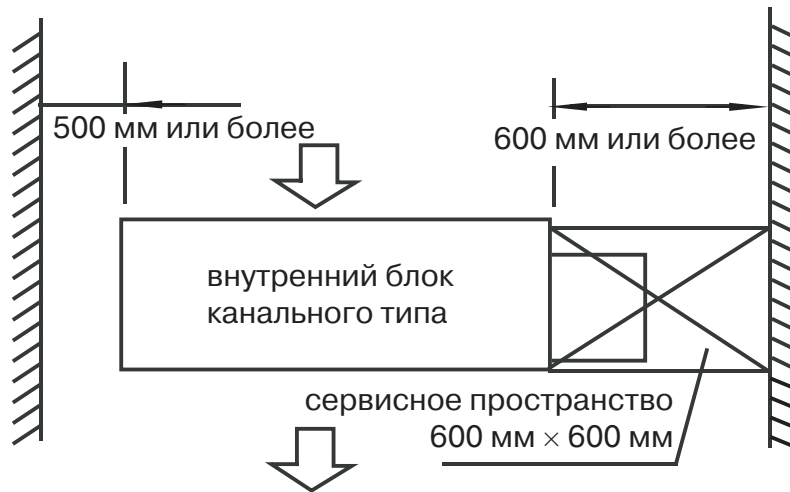 500 мм или более
600 мм или более
внутренний блок
канального типа
сервисное пространство
600 мм × 600 мм